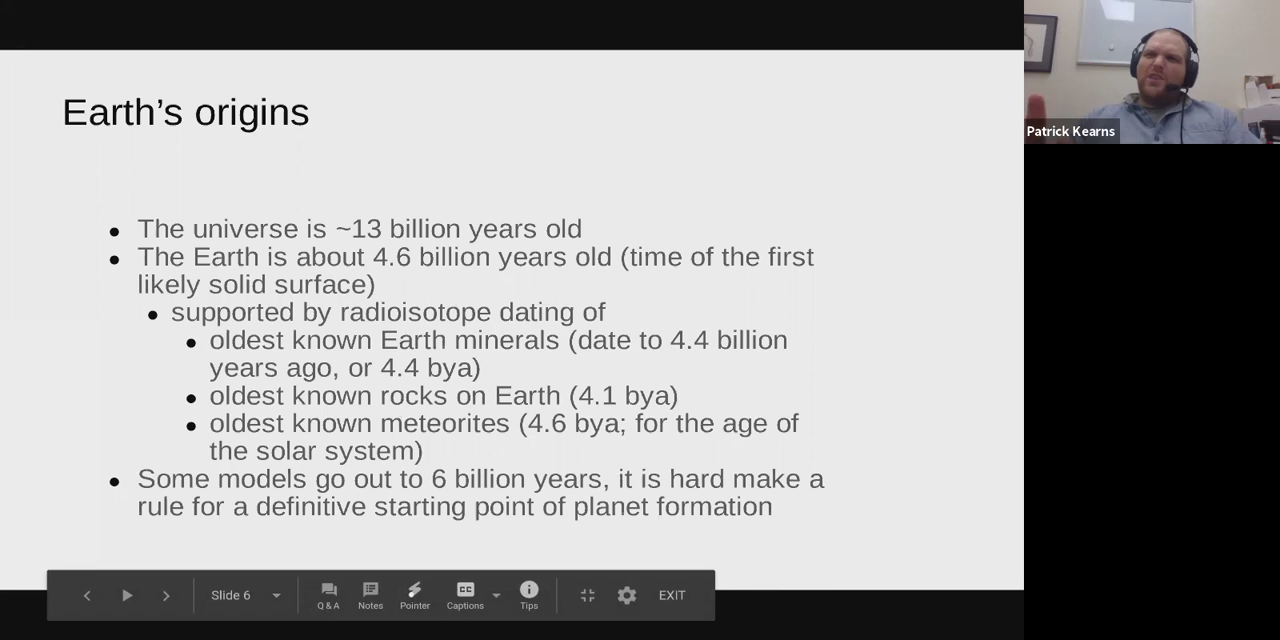 Earth's origins
The universe is ~13 billion years old
The Earth is about 4.6 billion years old (time of the first
likely solid surface)
supported by radioisotope dating of
oldest known Earth minerals (date to 4.4 billion
years ago, or 4.4 bya)
oldest known rocks on Earth (4.1 bya)
oldest known meteorites (4.6 bya; for the age of
the solar system)
Some models go out to 6 billion years, it is hard make a
rule for a definitive starting point of planet formation
Patrick Kearns
Slide 6
CC
Q & A
Notes
Pointer
Captions
Tips
EXIT